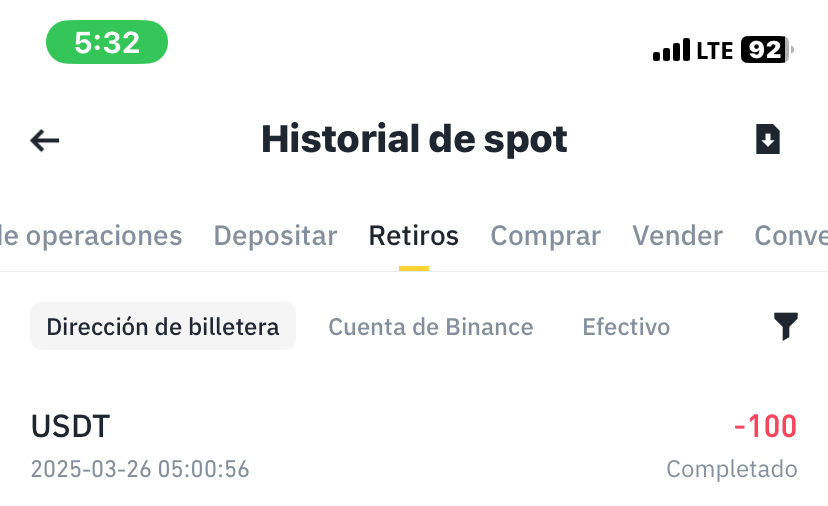 5:32 LTE 92
Historial de spot
de operaciones Depositar Retiros Comprar Vender Conve
Dirección de billetera Cuenta de Binance Efectivo
USDT -100
2025-03-26 05:00:56 Completado